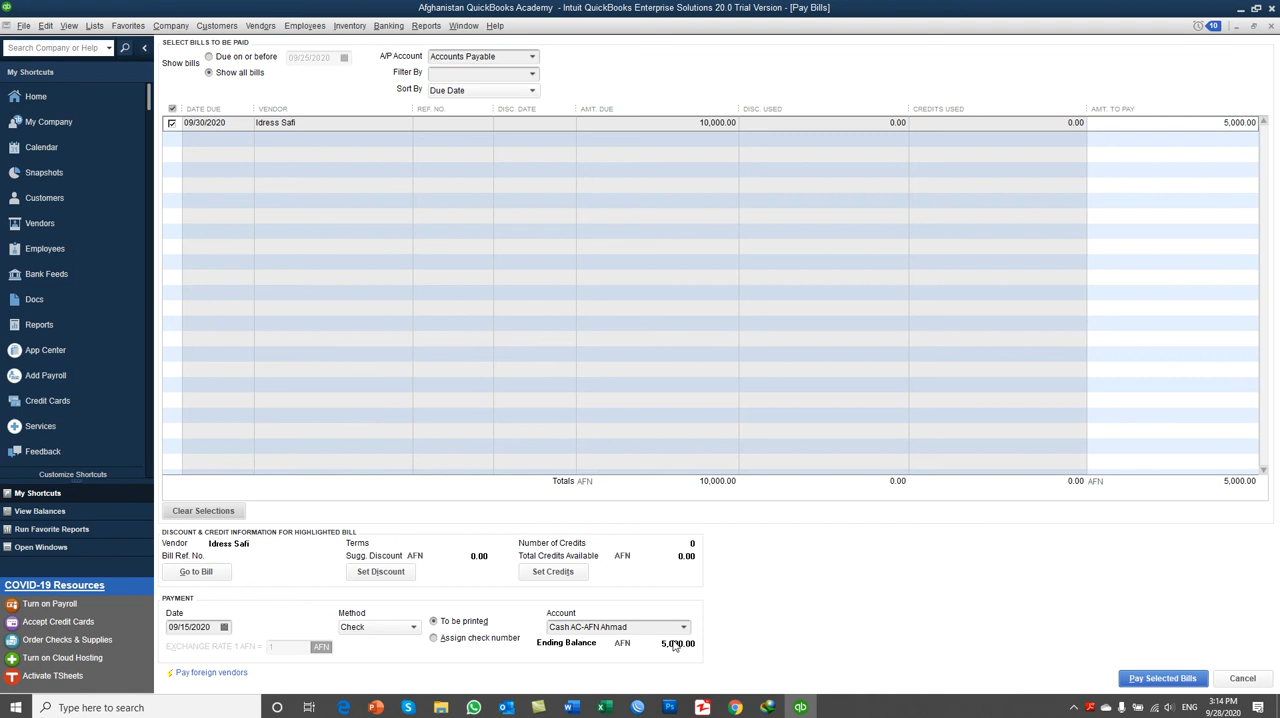 Afghanistan QuickBooks Academy - Intuit QuickBooks Enterprise Solutions 20.0 Trial Version - [Pay Bills]
File Edit View Lists Favorites Company Customers Vendors Employees Inventory Banking Reports Window Help
10
Search Company or Help
My Shortcuts
Home
My Company
Calendar
Snapshots
Customers
Vendors
Employees
Bank Feeds
Docs
Reports
App Center
Add Payroll
Credit Cards
Services
Feedback
Customize Shortcuts
My Shortcuts
View Balances
Run Favorite Reports
Open Windows
COVID-19 Resources
Turn on Payroll
Accept Credit Cards
Order Checks & Supplies
Turn on Cloud Hosting
Activate TSheets
SELECT BILLS TO BE PAID
Show bills Due on or before 09/25/2020 A/P Account Accounts Payable
Show all bills Filter By
Sort By Due Date
DATE DUE VENDOR REF. NO. DISC. DATE AMT. DUE DISC. USED CREDITS USED AMT. TO PAY
09/30/2020 Idress Safi 10,000.00 0.00 0.00 5,000.00
Totals AFN 10,000.00 0.00 0.00 AFN 5,000.00
Clear Selections
DISCOUNT & CREDIT INFORMATION FOR HIGHLIGHTED BILL
Vendor Idress Safi Terms Number of Credits 0
Bill Ref. No. Sugg. Discount AFN 0.00 Total Credits Available AFN 0.00
Go to Bill Set Discount Set Credits
PAYMENT
Date Method Account
09/15/2020 Check To be printed Cash AC-AFN Ahmad
Assign check number Ending Balance AFN 5,000.00
EXCHANGE RATE 1 AFN = 1 AFN
Pay foreign vendors
Pay Selected Bills Cancel
Type here to search
3:14 PM
9/28/2020